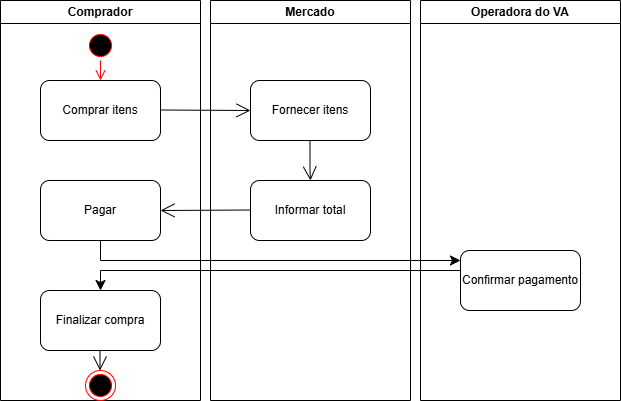 Comprador
Mercado
Operadora do VA
Comprar itens
Fornecer itens
Pagar
Informar total
Confirmar pagamento
Finalizar compra